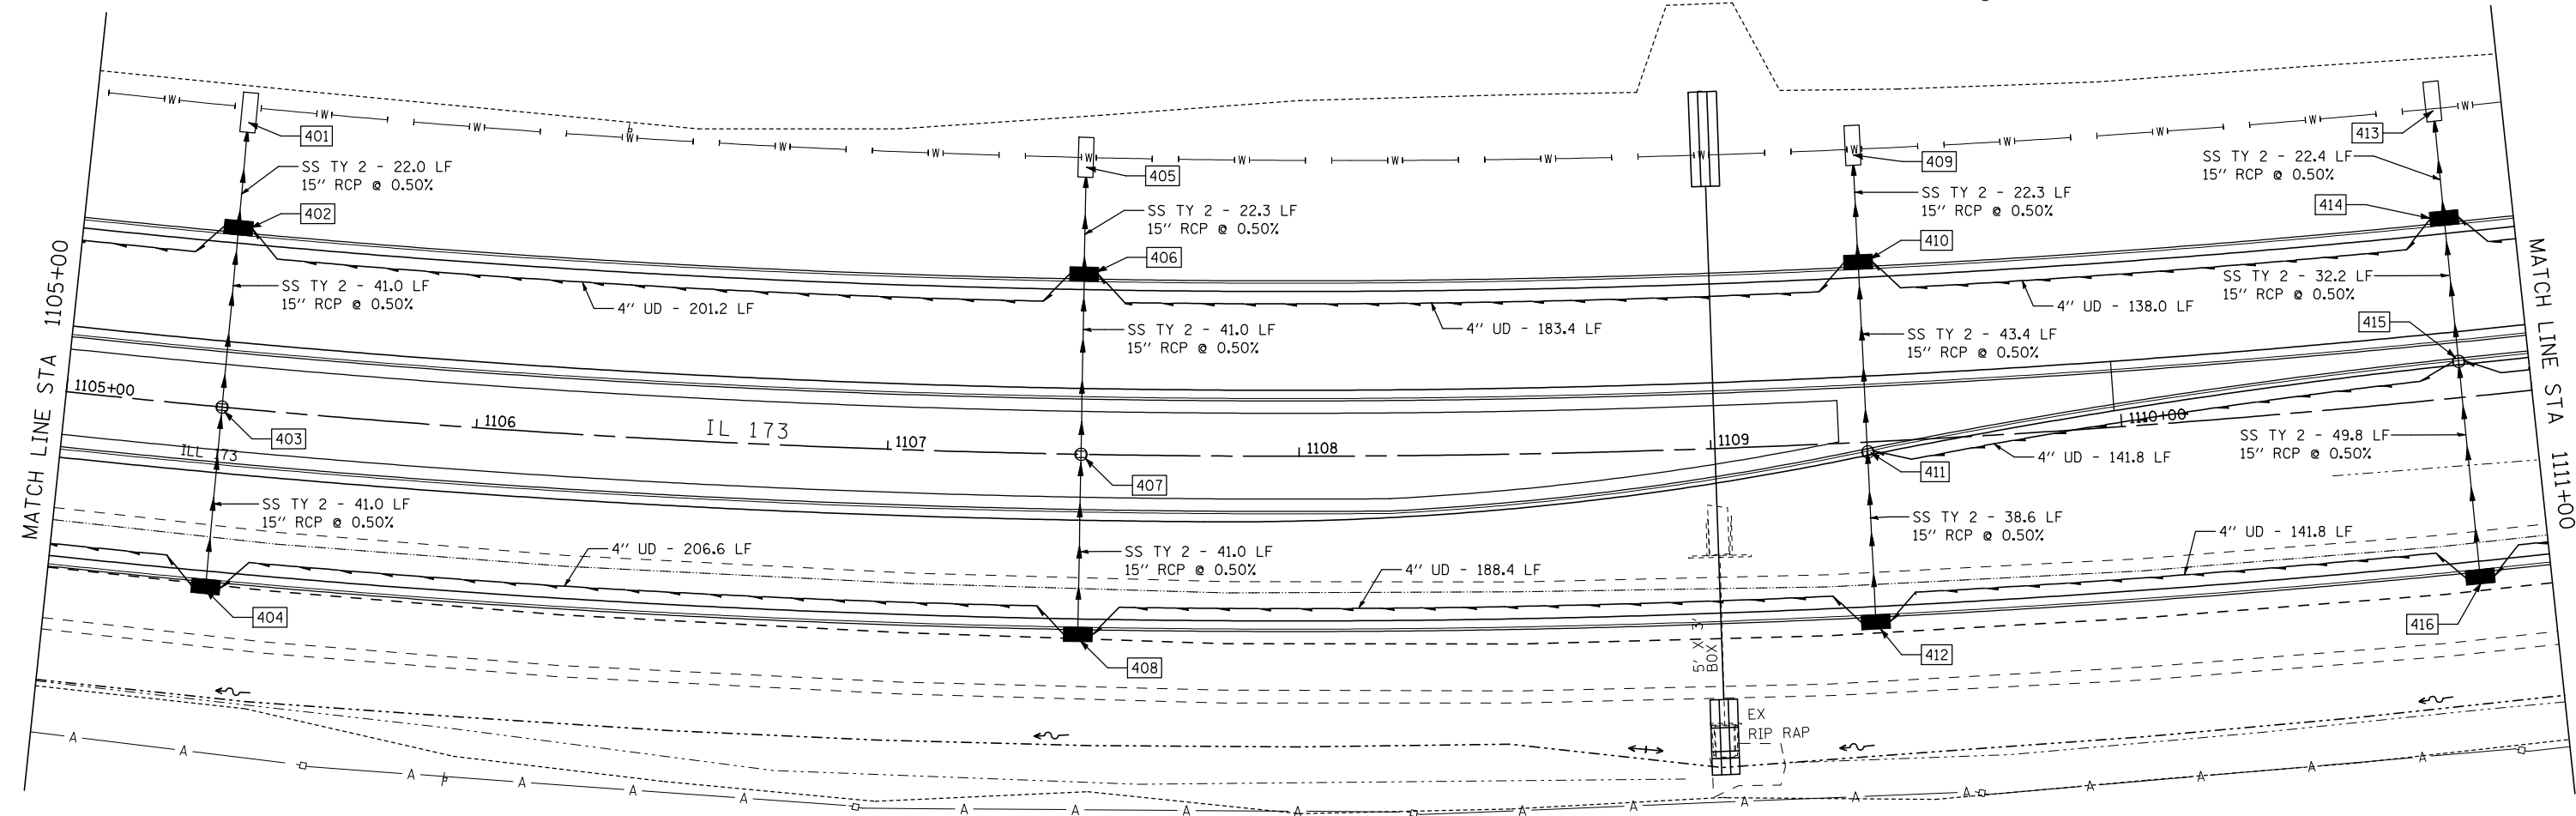 MATCH LINE STA 1105+00
401
SS TY 2 - 22.0 LF
15" RCP @ 0.50%
402
SS TY 2 - 41.0 LF
15" RCP @ 0.50%
4" UD - 201.2 LF
1105+00
403
ILL 173
1106
IL 173
1107
SS TY 2 - 41.0 LF
15" RCP @ 0.50%
4" UD - 206.6 LF
404
405
SS TY 2 - 22.3 LF
15" RCP @ 0.50%
406
SS TY 2 - 41.0 LF
15" RCP @ 0.50%
4" UD - 183.4 LF
1108
407
SS TY 2 - 41.0 LF
15" RCP @ 0.50%
4" UD - 188.4 LF
408
1109
5' X 3'
BOX
EX
RIP RAP
409
SS TY 2 - 22.3 LF
15" RCP @ 0.50%
410
4" UD - 138.0 LF
SS TY 2 - 43.4 LF
15" RCP @ 0.50%
1110+00
411
4" UD - 141.8 LF
SS TY 2 - 38.6 LF
15" RCP @ 0.50%
4" UD - 141.8 LF
412
413
SS TY 2 - 22.4 LF
15" RCP @ 0.50%
414
SS TY 2 - 32.2 LF
15" RCP @ 0.50%
415
SS TY 2 - 49.8 LF
15" RCP @ 0.50%
416
MATCH LINE STA 1111+00
W W W W W W W W W W W W W W W W
A A A A A A A A A A A A A A A A A A A